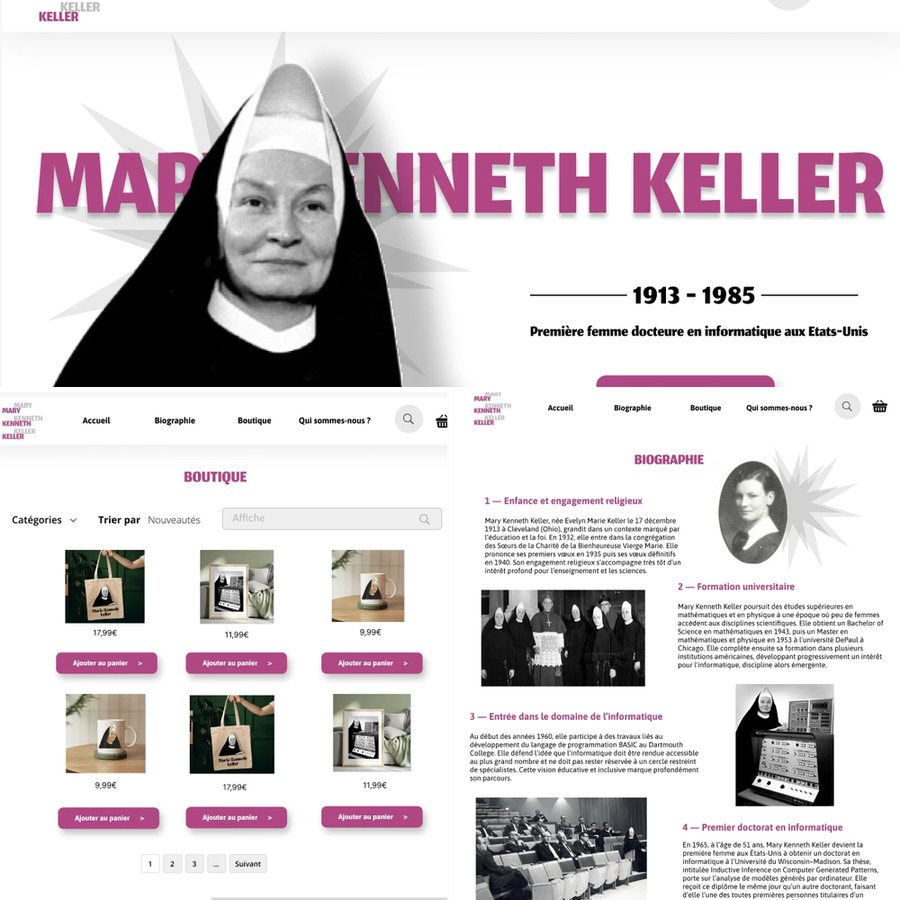 KELLER
KELLER
MARY KENNETH KELLER
1913 - 1985
Première femme docteure en informatique aux Etats-Unis
MARY
MARY
KENNETH
KENNETH
KELLER
KELLER
Accueil
Biographie
Boutique
Qui sommes-nous ?
BOUTIQUE
Catégories
Trier par Nouveautés
Affiche
17,99€
11,99€
9,99€
Ajouter au panier >
Ajouter au panier >
Ajouter au panier >
9,99€
17,99€
11,99€
Ajouter au panier >
Ajouter au panier >
Ajouter au panier >
1 2 3 ... Suivant
MARY
MARY
KENNETH
KENNETH
KELLER
KELLER
Accueil
Biographie
Boutique
Qui sommes-nous ?
BIOGRAPHIE
1 — Enfance et engagement religieux
Mary Kenneth Keller, née Evelyn Marie Keller le 17 décembre
1913 à Cleveland (Ohio), grandit dans un contexte marqué par
l'éducation et la foi. En 1932, elle entre dans la congrégation
des Sœurs de la Charité de la Bienheureuse Vierge Marie. Elle
prononce ses premiers vœux en 1935 puis ses vœux définitifs
en 1940. Son engagement religieux s'accompagne très tôt d'un
intérêt profond pour l'enseignement et les sciences.
2 — Formation universitaire
Mary Kenneth Keller poursuit des études supérieures en
mathématiques et en physique à une époque où peu de femmes
accèdent aux disciplines scientifiques. Elle obtient un Bachelor of
Science en mathématiques en 1943, puis un Master en
mathématiques et physique en 1953 à l'université DePaul à
Chicago. Elle complète ensuite sa formation dans plusieurs
institutions américaines, développant progressivement un intérêt
pour l'informatique, discipline alors émergente.
3 — Entrée dans le domaine de l'informatique
Au début des années 1960, elle participe à des travaux liés au
développement du langage de programmation BASIC au Dartmouth
College. Elle défend l'idée que l'informatique doit être rendue accessible
au plus grand nombre et ne doit pas rester réservée à un cercle restreint
de spécialistes. Cette vision éducative et inclusive marque profondément
son parcours.
4 — Premier doctorat en informatique
En 1965, à l'âge de 51 ans, Mary Kenneth Keller devient la
première femme aux États-Unis à obtenir un doctorat en
informatique à l'Université du Wisconsin–Madison. Sa thèse,
intitulée Inductive Inference on Computer Generated Patterns,
porte sur l'analyse de modèles générés par ordinateur. Elle
reçoit ce diplôme le même jour qu'un autre doctorant, faisant
d'elle l'une des toutes premières personnes titulaires d'un